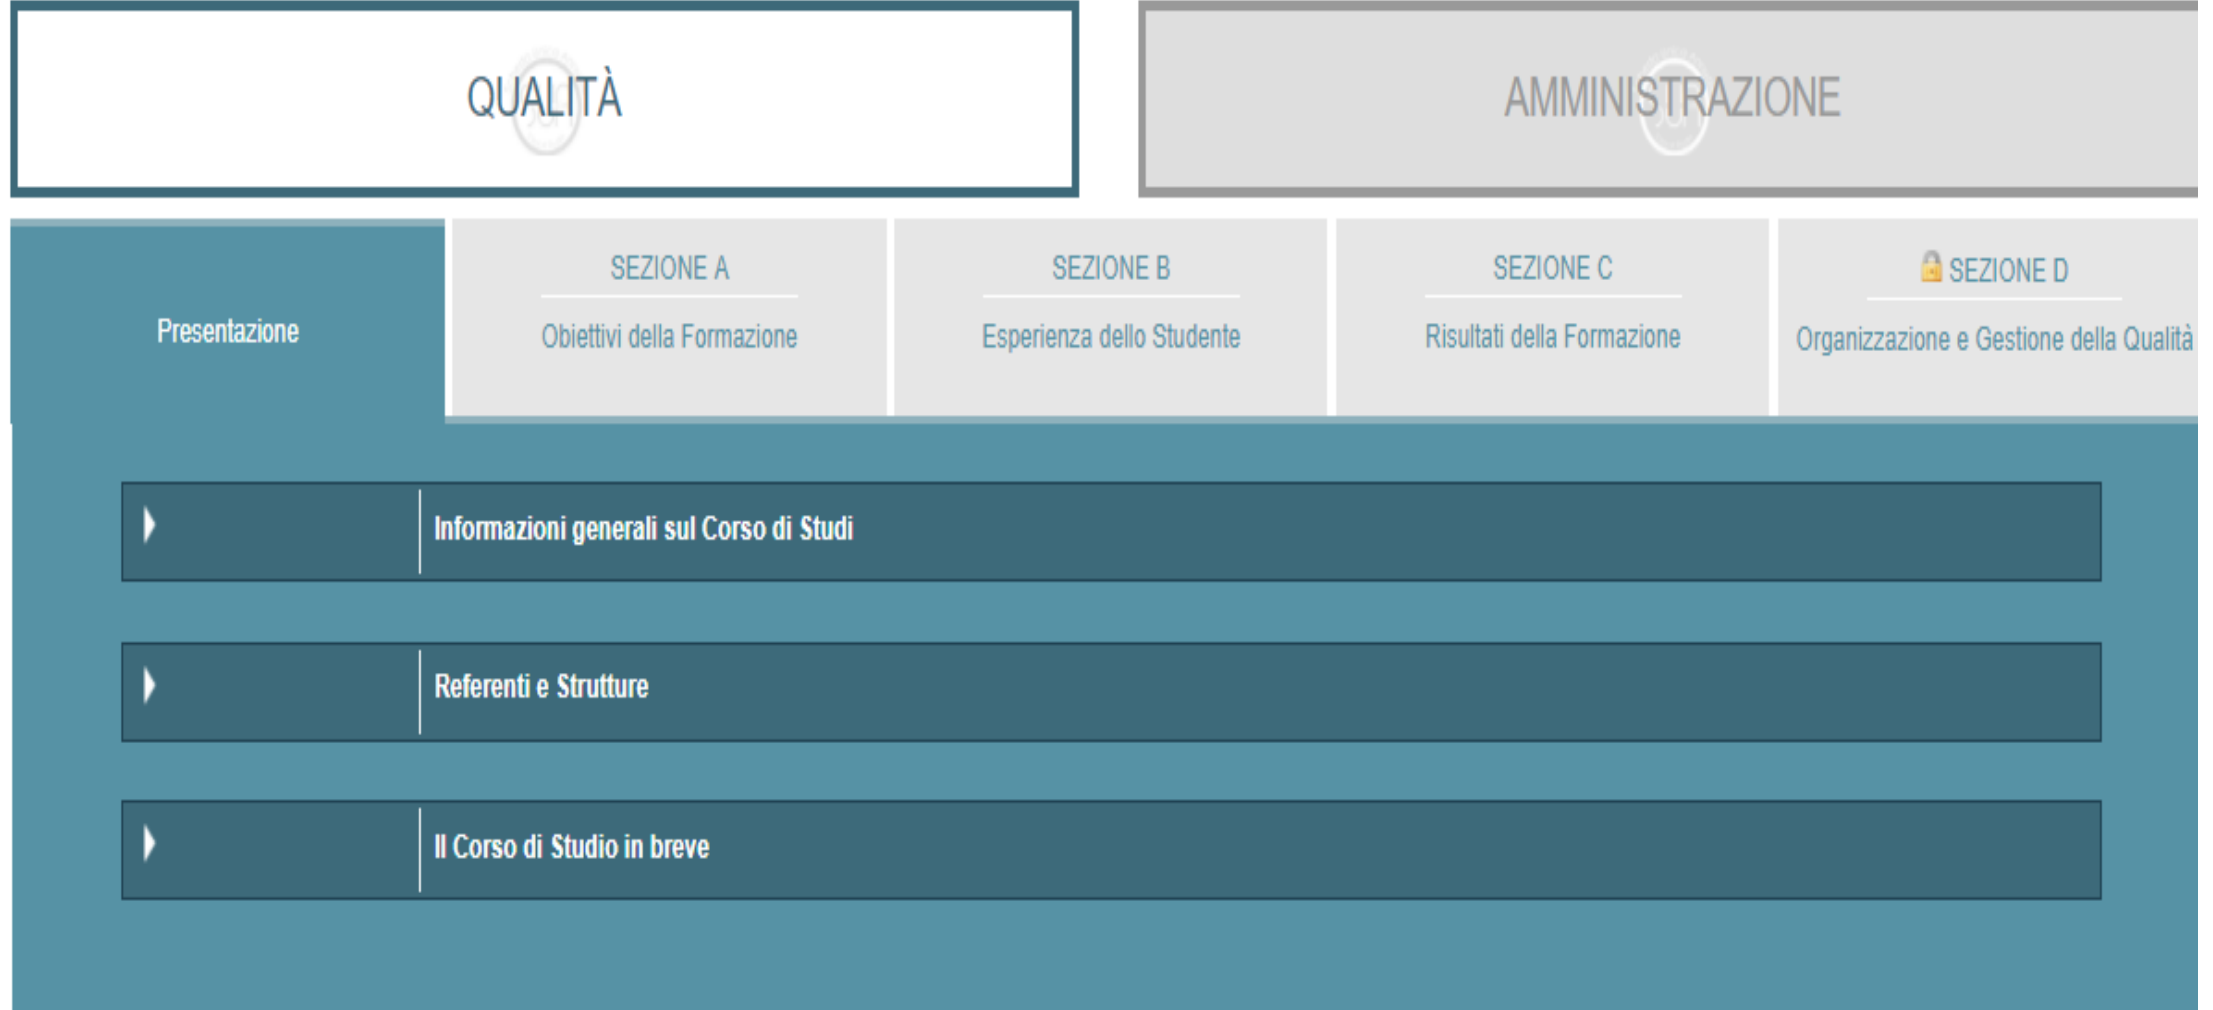 QUALITÀ
AMMINISTRAZIONE
Presentazione
SEZIONE A
Obiettivi della Formazione
SEZIONE B
Esperienza dello Studente
SEZIONE C
Risultati della Formazione
SEZIONE D
Organizzazione e Gestione della Qualità
Informazioni generali sul Corso di Studi
Referenti e Strutture
Il Corso di Studio in breve